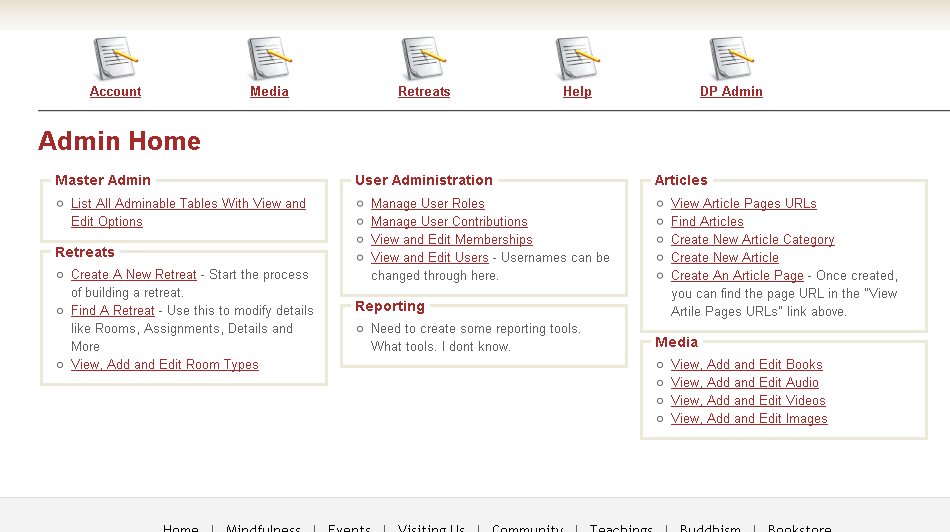 Account
Media
Retreats
Help
DP Admin
Admin Home
Master Admin
List All Adminable Tables With View and
Edit Options
Retreats
Create A New Retreat - Start the process
of building a retreat.
Find A Retreat - Use this to modify details
like Rooms, Assignments, Details and
More
View, Add and Edit Room Types
User Administration
Manage User Roles
Manage User Contributions
View and Edit Memberships
View and Edit Users - Usernames can be
changed through here.
Reporting
Need to create some reporting tools.
What tools. I dont know.
Articles
View Article Pages URLs
Find Articles
Create New Article Category
Create New Article
Create An Article Page - Once created,
you can find the page URL in the "View
Artile Pages URLs" link above.
Media
View, Add and Edit Books
View, Add and Edit Audio
View, Add and Edit Videos
View, Add and Edit Images
Home | Mindfulness | Events | Visiting Us | Community | Teachings | Buddhism | Bookstore